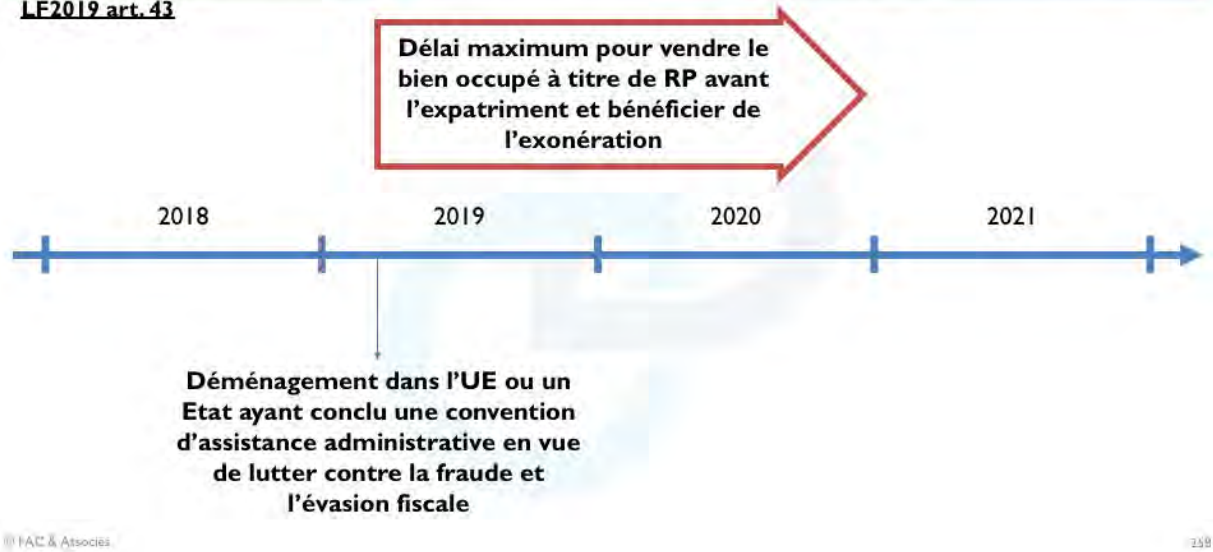 LF2019 art. 43
Délai maximum pour vendre le
bien occupé à titre de RP avant
l'expatriment et bénéficier de
l'exonération
2018 2019 2020 2021
Déménagement dans l'UE ou un
Etat ayant conclu une convention
d'assistance administrative en vue
de lutter contre la fraude et
l'évasion fiscale
© FAC & Associés